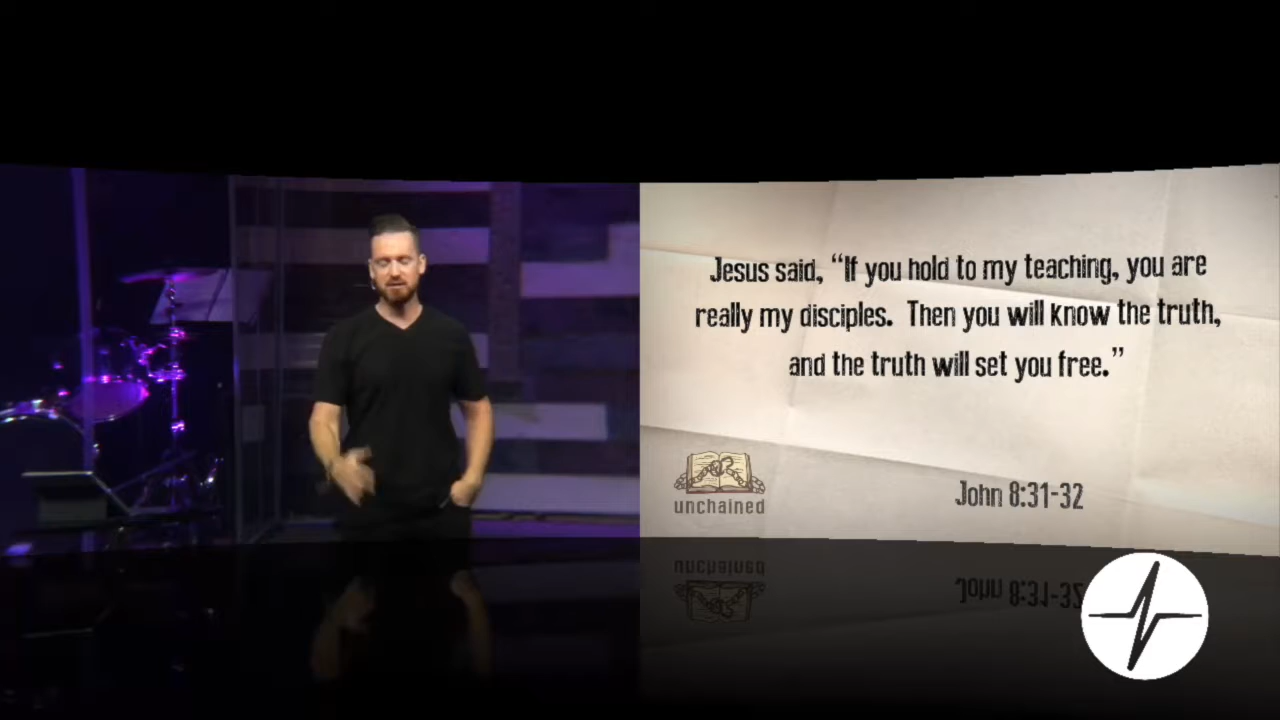 Jesus said, “If you hold to my teaching, you are
really my disciples.  Then you will know the truth,
and the truth will set you free.”
unchained
John 8:31-32